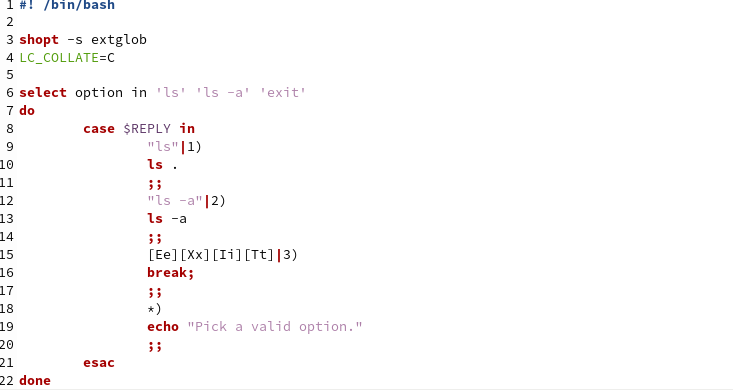 1 #! /bin/bash
2
3 shopt -s extglob
4 LC_COLLATE=C
5
6 select option in 'ls' 'ls -a' 'exit'
7 do
8 case $REPLY in
9 "ls"|1)
10 ls .
11 ;;
12 "ls -a"|2)
13 ls -a
14 ;;
15 [Ee][Xx][Ii][Tt]|3)
16 break;
17 ;;
18 *)
19 echo "Pick a valid option."
20 ;;
21 esac
22 done